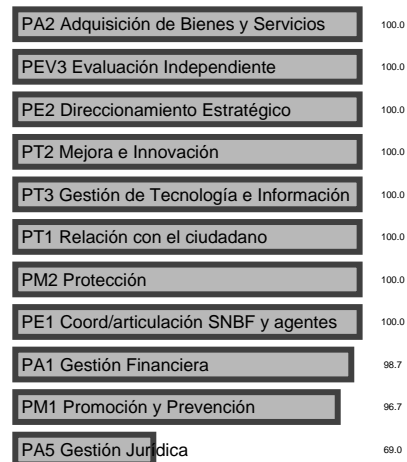 PA2 Adquisición de Bienes y Servicios 100.0
PEV3 Evaluación Independiente 100.0
PE2 Direccionamiento Estratégico 100.0
PT2 Mejora e Innovación 100.0
PT3 Gestión de Tecnología e Información 100.0
PT1 Relación con el ciudadano 100.0
PM2 Protección 100.0
PE1 Coord/articulación SNBF y agentes 100.0
PA1 Gestión Financiera 98.7
PM1 Promoción y Prevención 96.7
PA5 Gestión Jurídica 69.0